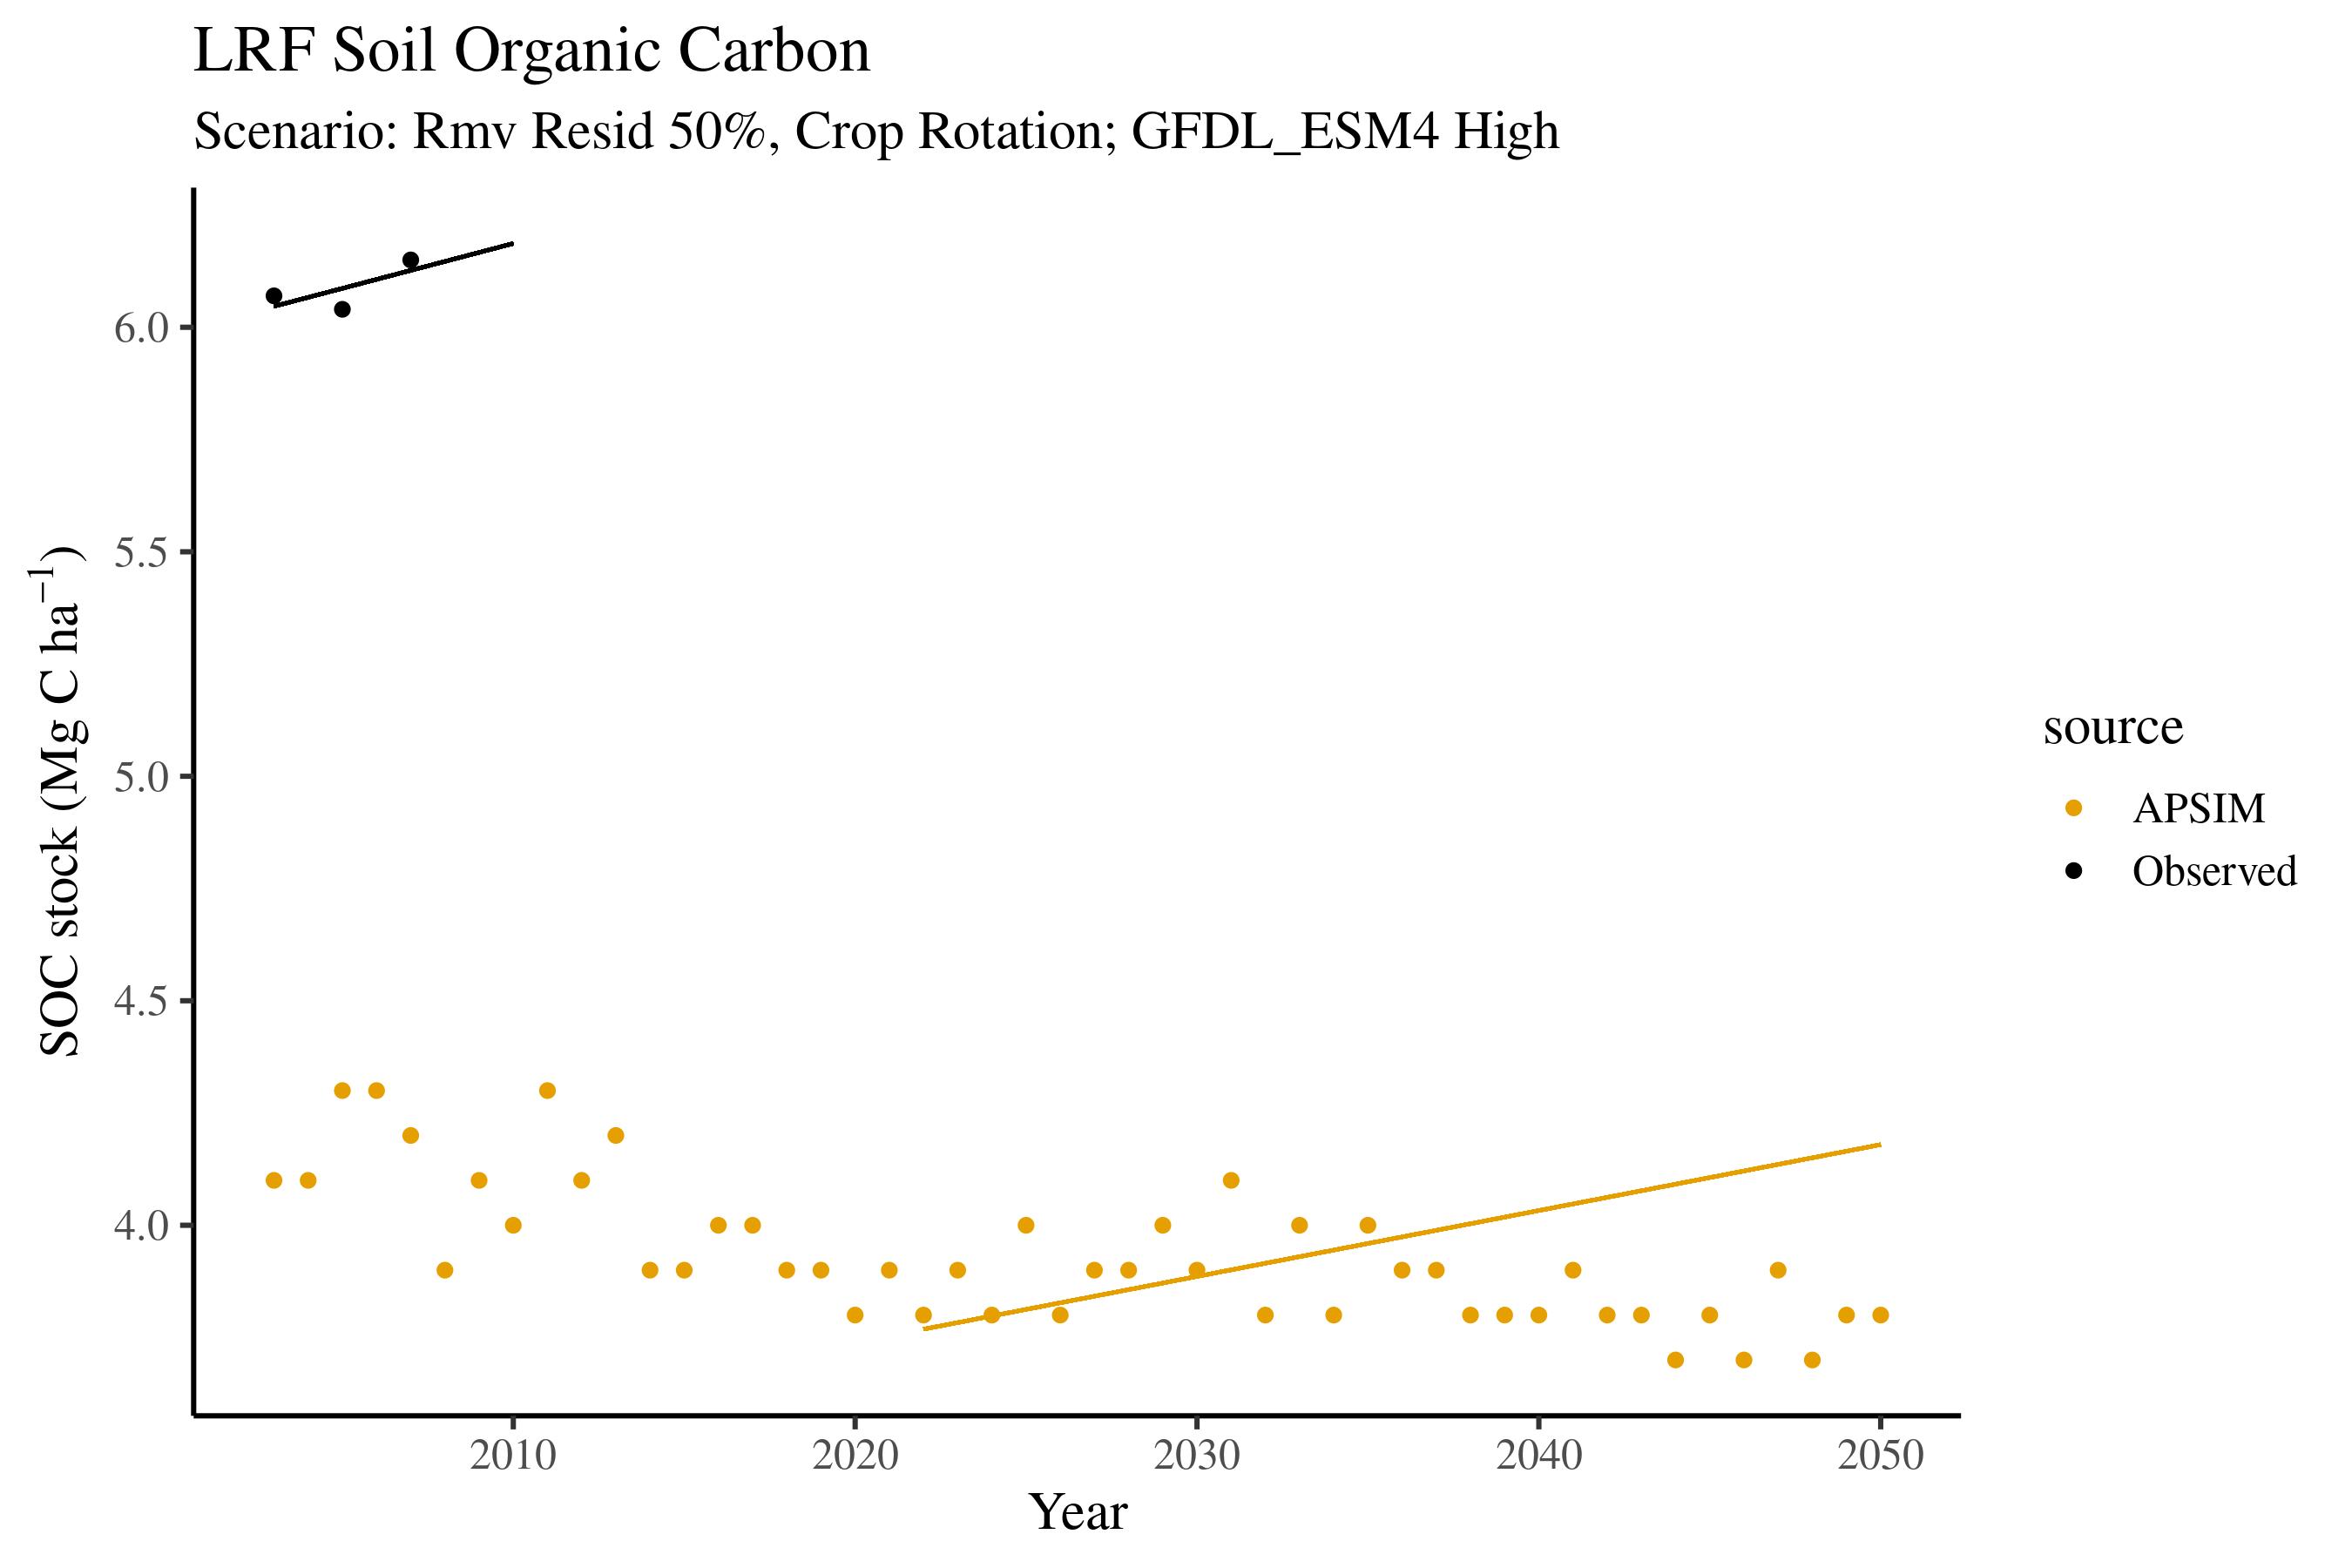 LRF Soil Organic Carbon
Scenario: Rmv Resid 50%, Crop Rotation; GFDL_ESM4 High
SOC stock (Mg C ha⁻¹)
6.0
5.5
5.0
4.5
4.0
2010 2020 2030 2040 2050
Year
source
APSIM
Observed